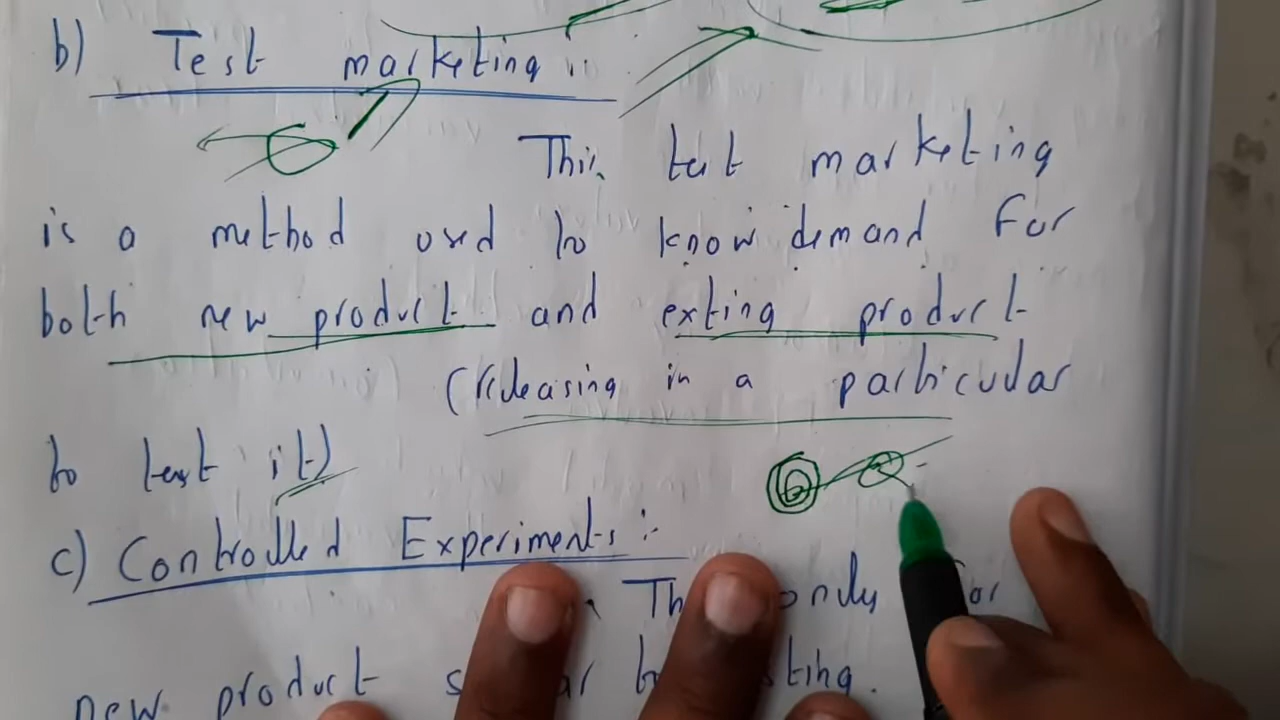 b) Test marketing :
This test marketing
is a method used to know demand for
both new product and exting product
(releasing in a particular
to test it)
c) Controlled Experiments :-
only for
new product